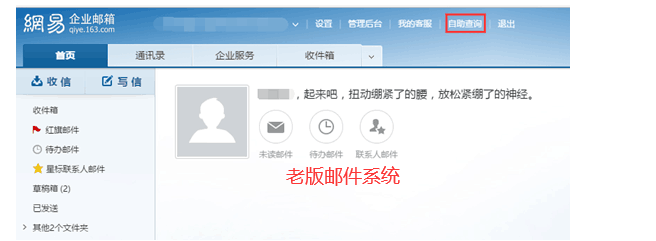 網易 企业邮箱 qiye.163.com
设置 | 管理后台 | 我的客服 | 自助查询 | 退出
首页 通讯录 企业服务 收件箱
收信 写信
收件箱
红旗邮件
待办邮件
星标联系人邮件
草稿箱 (2)
已发送
其他2个文件夹
，起来吧，扭动绷紧了的腰，放松紧绷了的神经。
未读邮件 待办邮件 联系人邮件
老版邮件系统